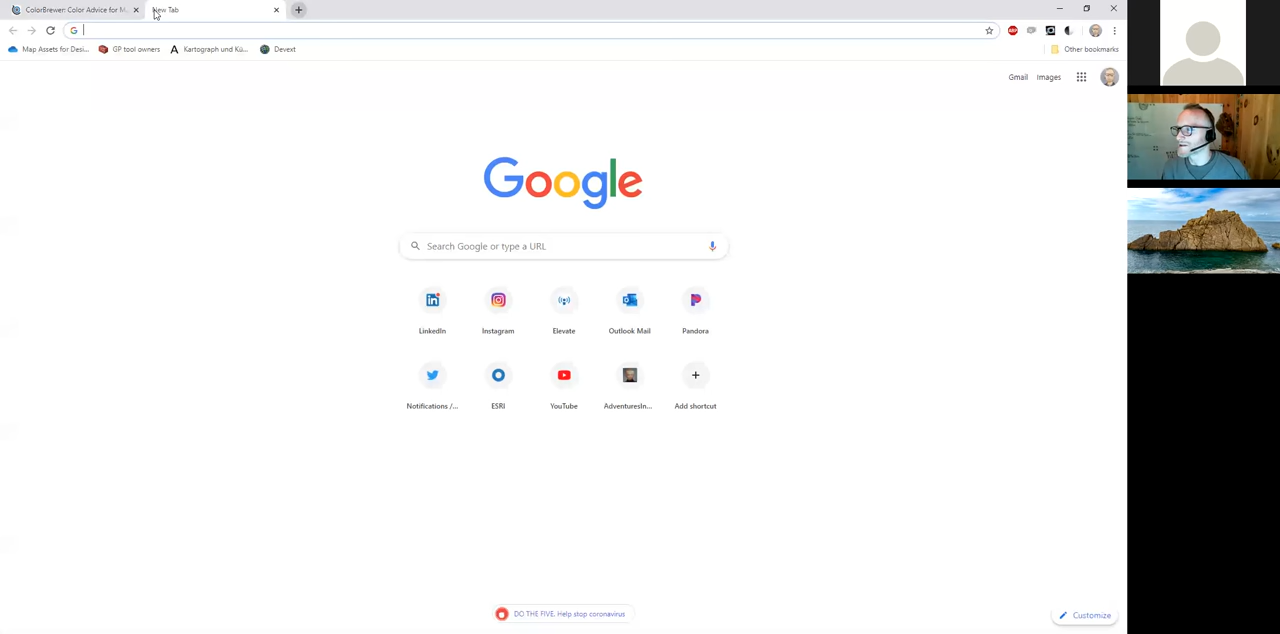 ColorBrewer: Color Advice for M...
New Tab
Map Assets for Desi...
GP tool owners
Kartograph und Kü...
Devext
Other bookmarks
Gmail
Images
Google
Search Google or type a URL
LinkedIn
Instagram
Elevate
Outlook Mail
Pandora
Notifications /...
ESRI
YouTube
AdventuresIn...
Add shortcut
DO THE FIVE. Help stop coronavirus
Customize